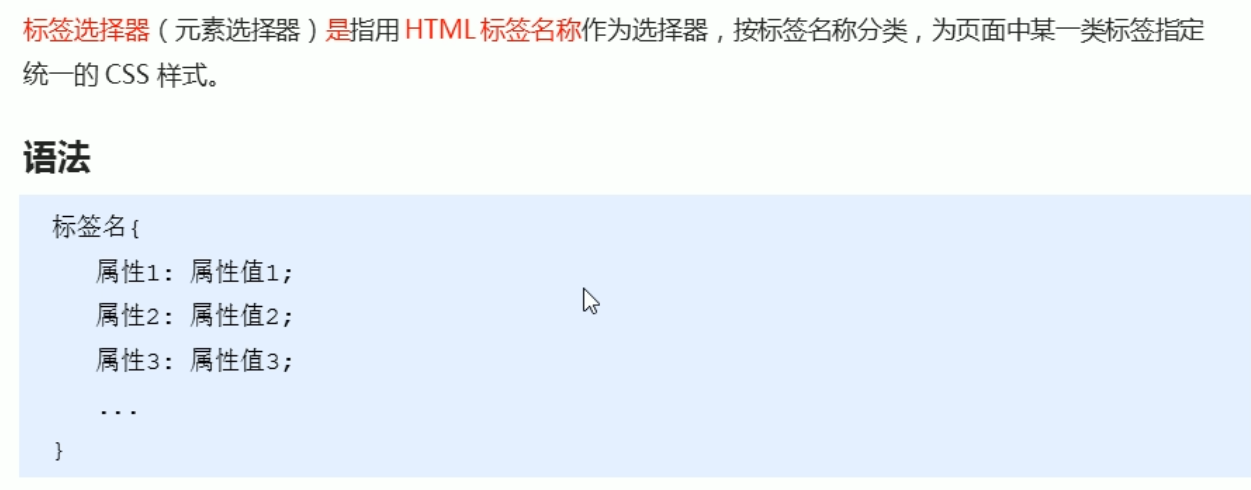 标签选择器（元素选择器）是指用 HTML 标签名称作为选择器，按标签名称分类，为页面中某一类标签指定
统一的 CSS 样式。
语法
标签名{
属性1: 属性值1;
属性2: 属性值2;
属性3: 属性值3;
...
}